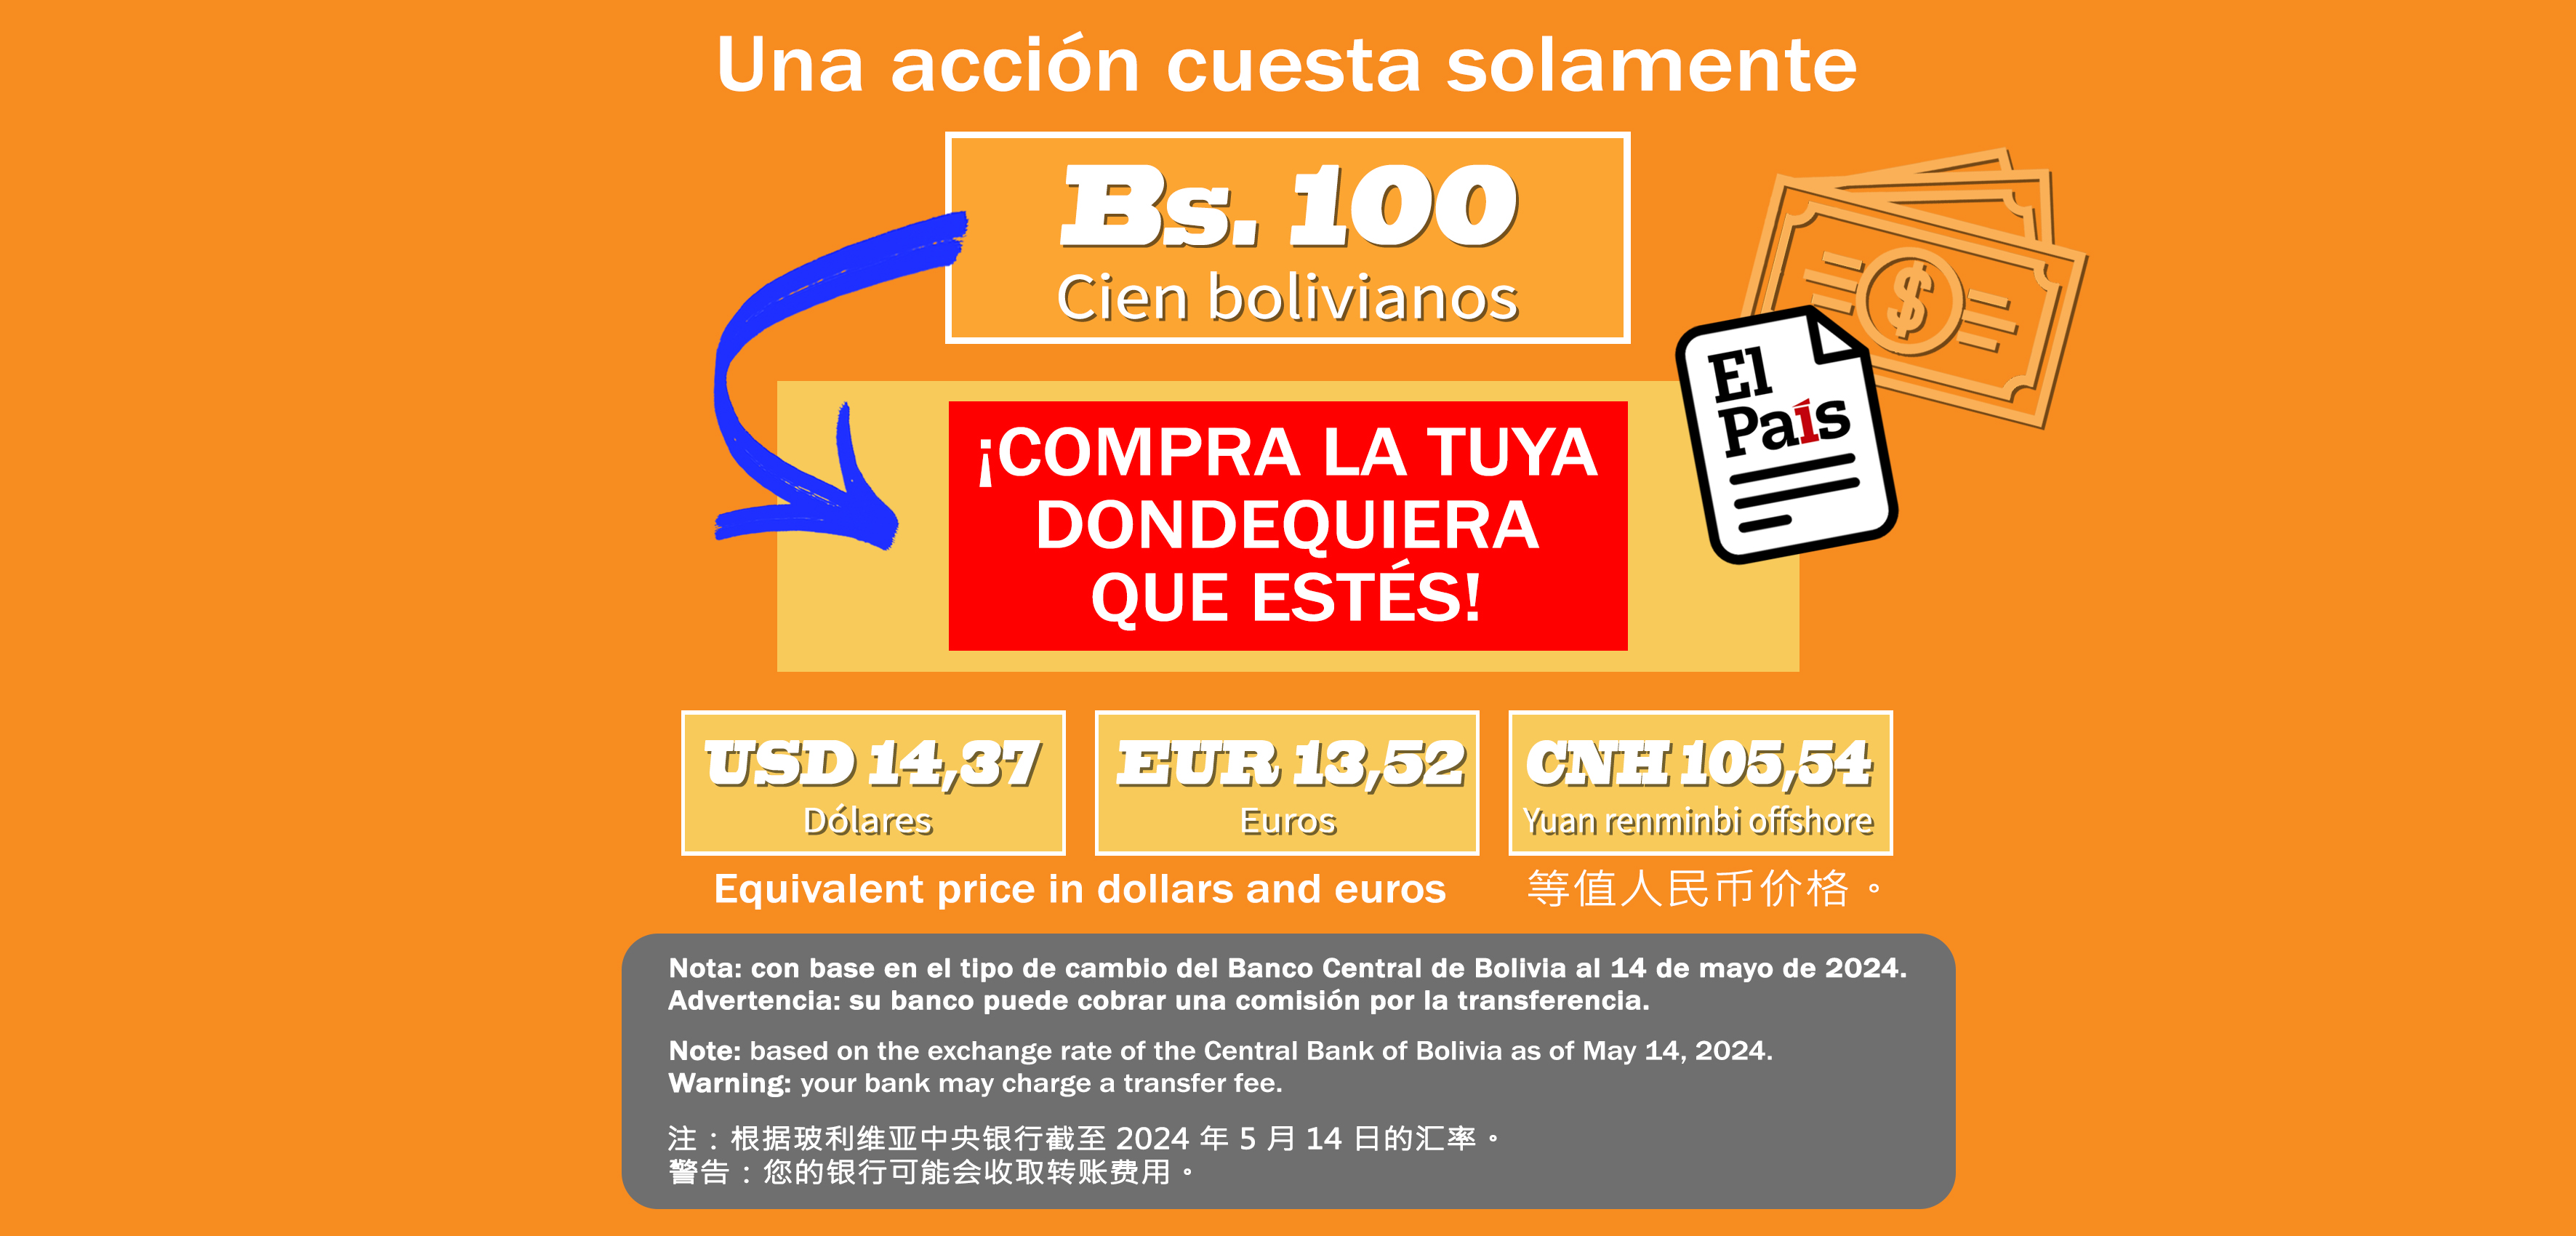 Una acción cuesta solamente
Bs. 100
Cien bolivianos
El
País
¡COMPRA LA TUYA
DONDEQUIERA
QUE ESTÉS!
USD 14,37
Dólares
EUR 13,52
Euros
CNH 105,54
Yuan renminbi offshore
Equivalent price in dollars and euros
等值人民币价格。
Nota: con base en el tipo de cambio del Banco Central de Bolivia al 14 de mayo de 2024.
Advertencia: su banco puede cobrar una comisión por la transferencia.
Note: based on the exchange rate of the Central Bank of Bolivia as of May 14, 2024.
Warning: your bank may charge a transfer fee.
注：根据玻利维亚中央银行截至 2024 年 5 月 14 日的汇率。
警告：您的银行可能会收取转账费用。